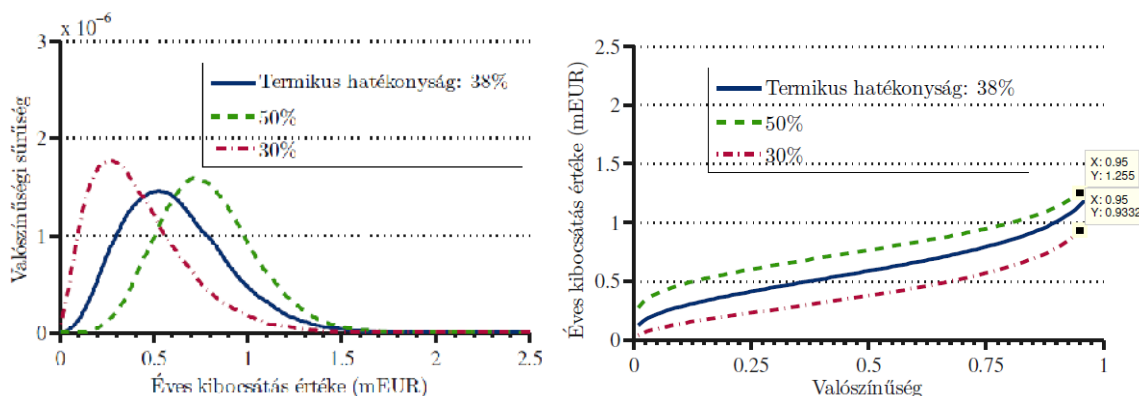 x 10⁻⁶
3
2
1
0
Valószínűségi sűrűség
Termikus hatékonyság: 38%
50%
30%
0
0.5
1
1.5
2
2.5
Éves kibocsátás értéke (mEUR)
2.5
2
1.5
1
0.5
0
Éves kibocsátás értéke (mEUR)
Termikus hatékonyság: 38%
50%
30%
X: 0.95
Y: 1.255
X: 0.95
Y: 0.9332
0
0.25
0.5
0.75
1
Valószínűség